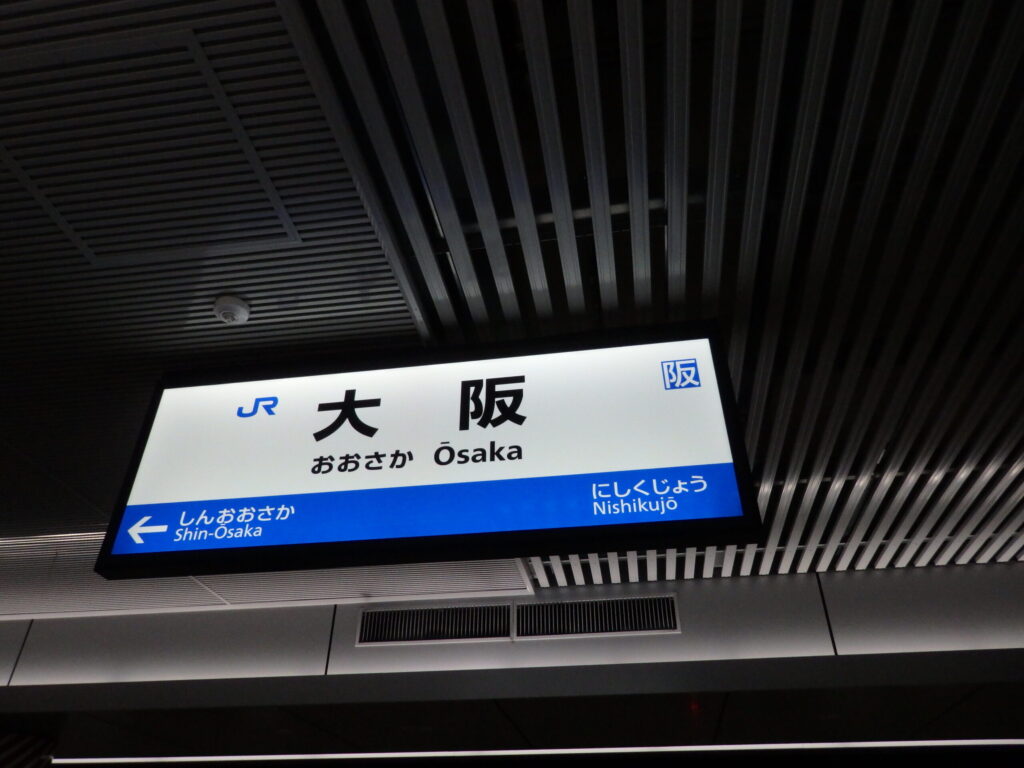 JR 大阪 阪
おおさか Ōsaka
しんおおさか にしくじょう
← Shin-Ōsaka Nishikujō